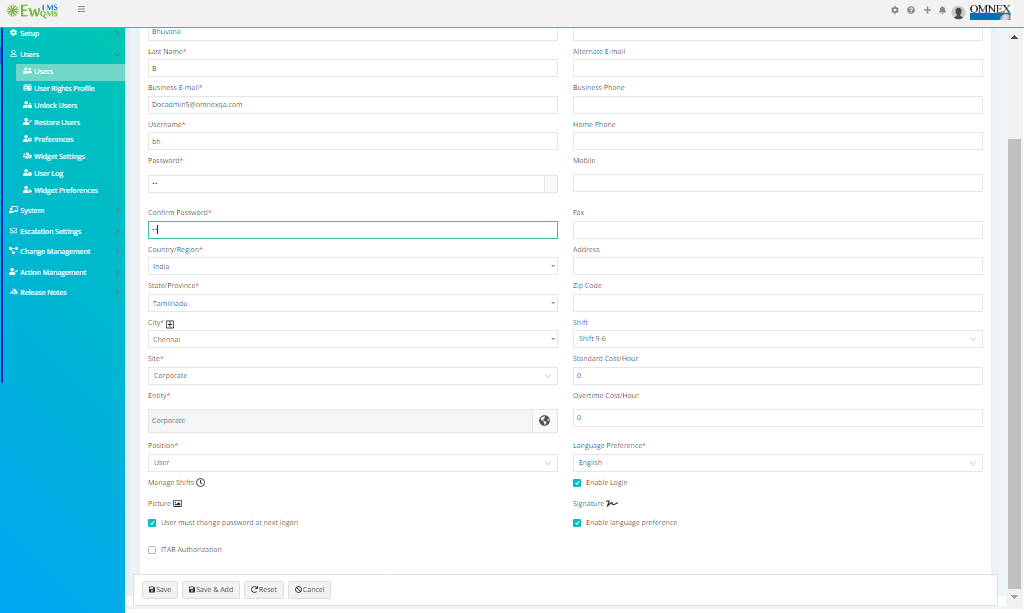 EwIMS
QMS
OMNEX
Setup
Users
Users
User Rights Profile
Unlock Users
Restore Users
Preferences
Widget Settings
User Log
Widget Preferences
System
Escalation Settings
Change Management
Action Management
Release Notes
Bhuvana
Last Name*
Alternate E-mail
B
Business E-mail*
Business Phone
Docadmin5@omnexqa.com
Username*
Home Phone
bh
Password*
Mobile
Confirm Password*
Fax
Country/Region*
Address
India
State/Province*
Zip Code
Tamilnadu
City*
Shift
Chennai
Shift 9-6
Site*
Standard Cost/Hour
Corporate
0
Entity*
Overtime Cost/Hour
Corporate
0
Position*
Language Preference*
User
English
Manage Shifts
Enable Login
Picture
Signature
User must change password at next logon
Enable language preference
ITAR Authorization
Save
Save & Add
Reset
Cancel